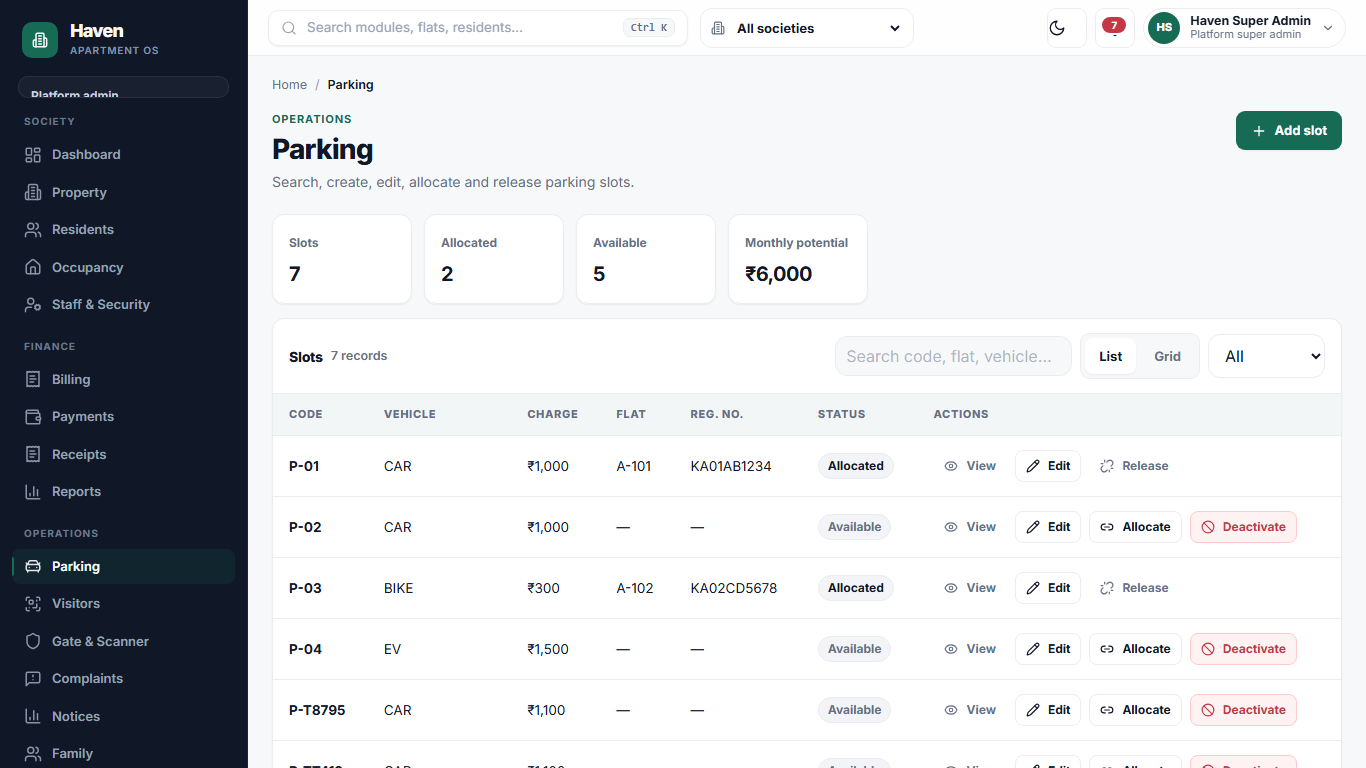 Haven
APARTMENT OS
Platform admin
SOCIETY
Dashboard
Property
Residents
Occupancy
Staff & Security
FINANCE
Billing
Payments
Receipts
Reports
OPERATIONS
Parking
Visitors
Gate & Scanner
Complaints
Notices
Family
Search modules, flats, residents... Ctrl K
All societies
7
HS
Haven Super Admin
Platform super admin
Home / Parking
OPERATIONS
Parking
Search, create, edit, allocate and release parking slots.
Add slot
Slots
7
Allocated
2
Available
5
Monthly potential
₹6,000
Slots 7 records
Search code, flat, vehicle...
List Grid All
CODE VEHICLE CHARGE FLAT REG. NO. STATUS ACTIONS
P-01 CAR ₹1,000 A-101 KA01AB1234 Allocated View Edit Release
P-02 CAR ₹1,000 — — Available View Edit Allocate Deactivate
P-03 BIKE ₹300 A-102 KA02CD5678 Allocated View Edit Release
P-04 EV ₹1,500 — — Available View Edit Allocate Deactivate
P-T8795 CAR ₹1,100 — — Available View Edit Allocate Deactivate